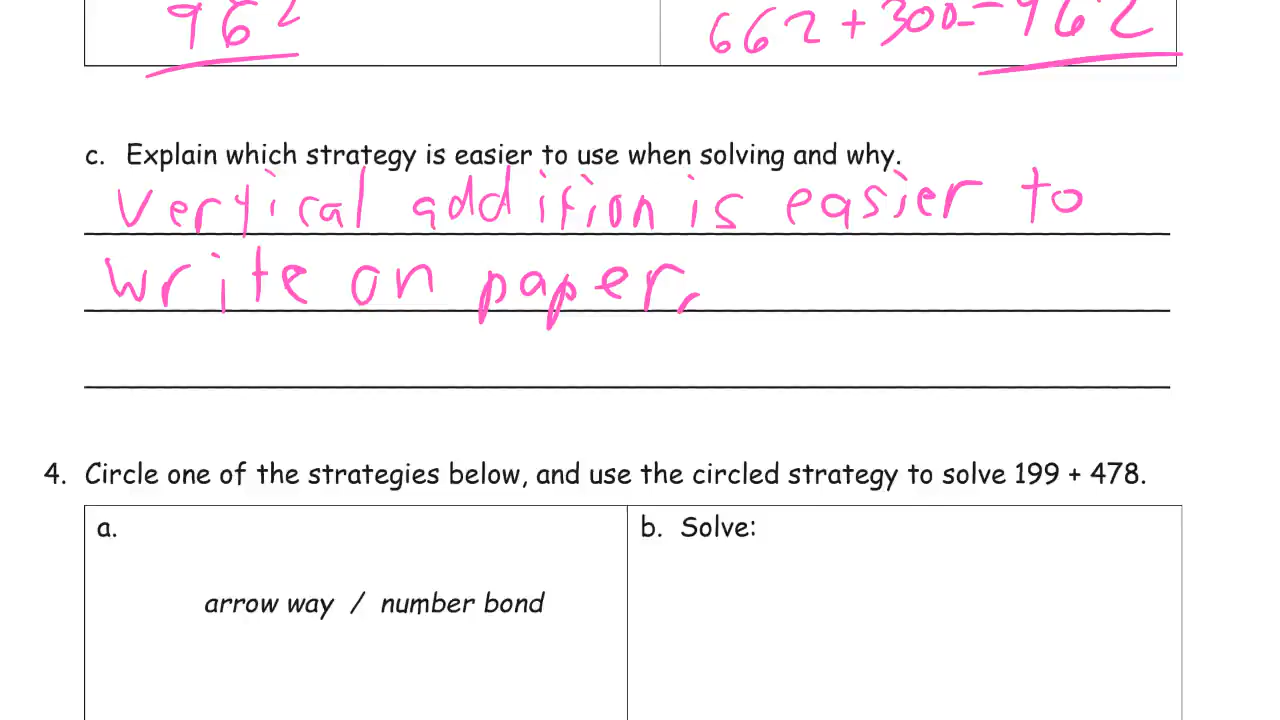 962
662 + 300 = 962
c. Explain which strategy is easier to use when solving and why.
Vertical addition is easier to
write on paper,
4. Circle one of the strategies below, and use the circled strategy to solve 199 + 478.
a.
b. Solve:
arrow way / number bond